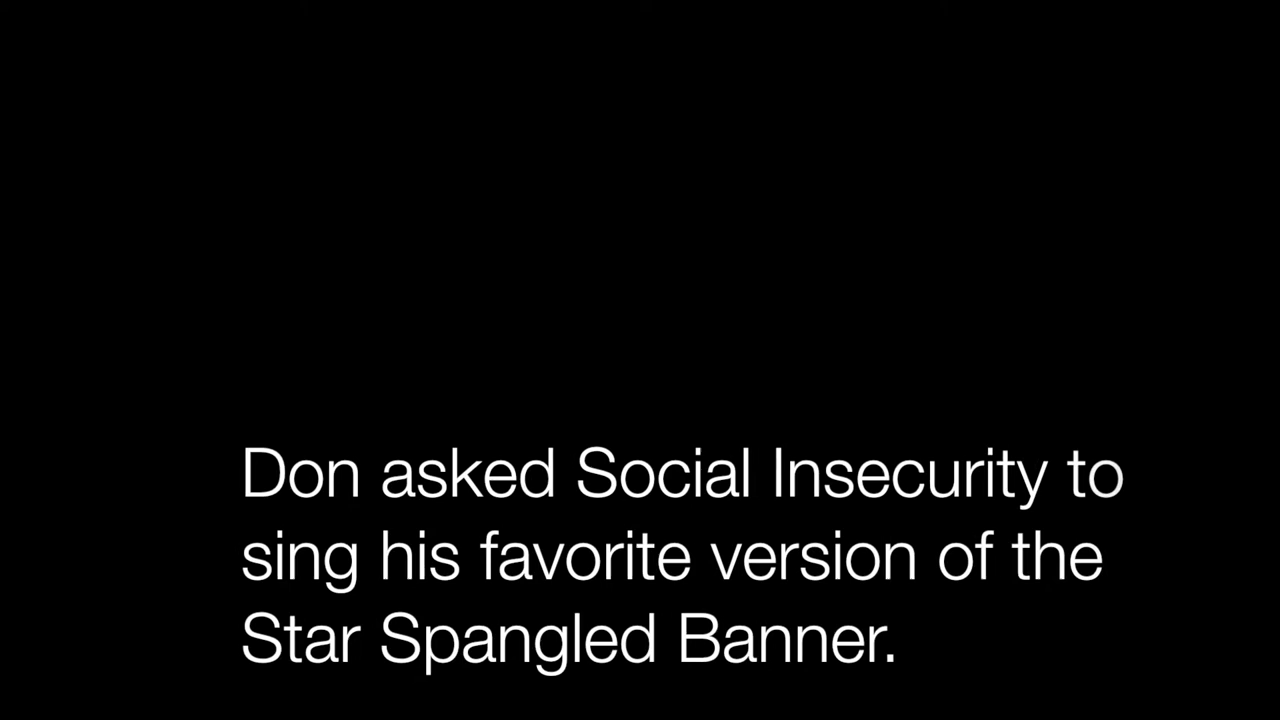 Don asked Social Insecurity to
sing his favorite version of the
Star Spangled Banner.